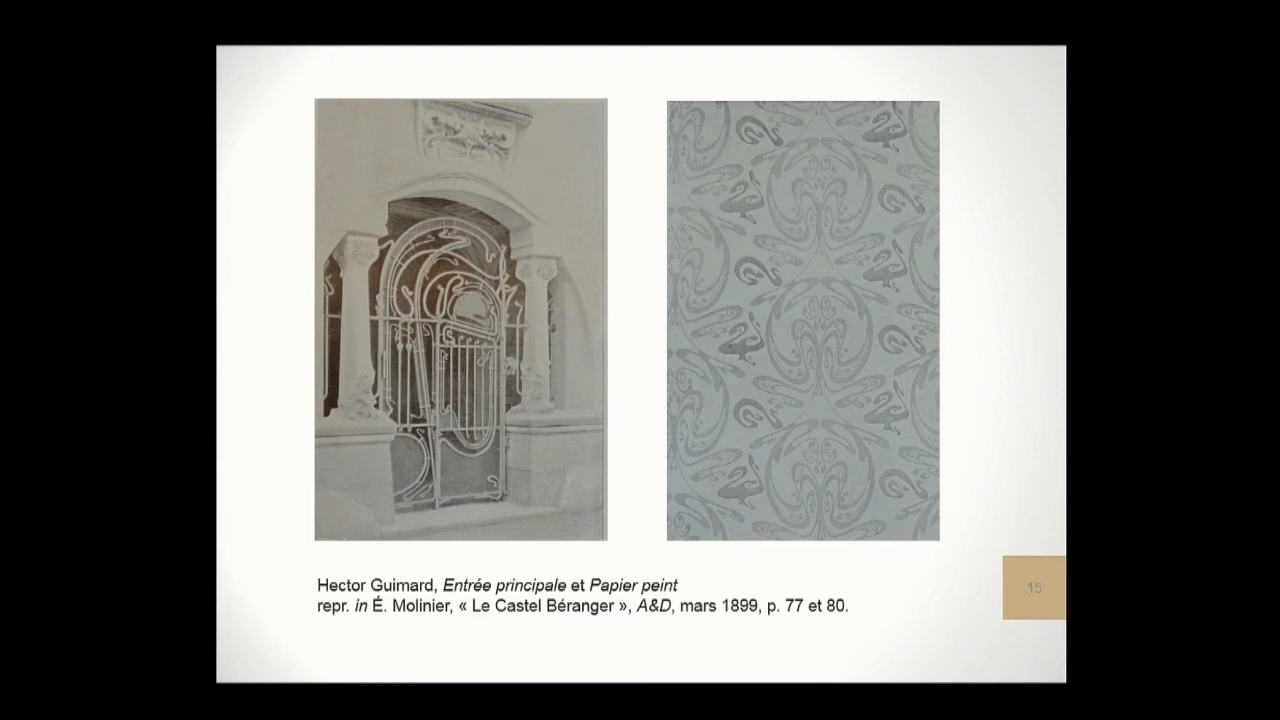 Hector Guimard, Entrée principale et Papier peint
repr. in É. Molinier, « Le Castel Béranger », A&D, mars 1899, p. 77 et 80.
15